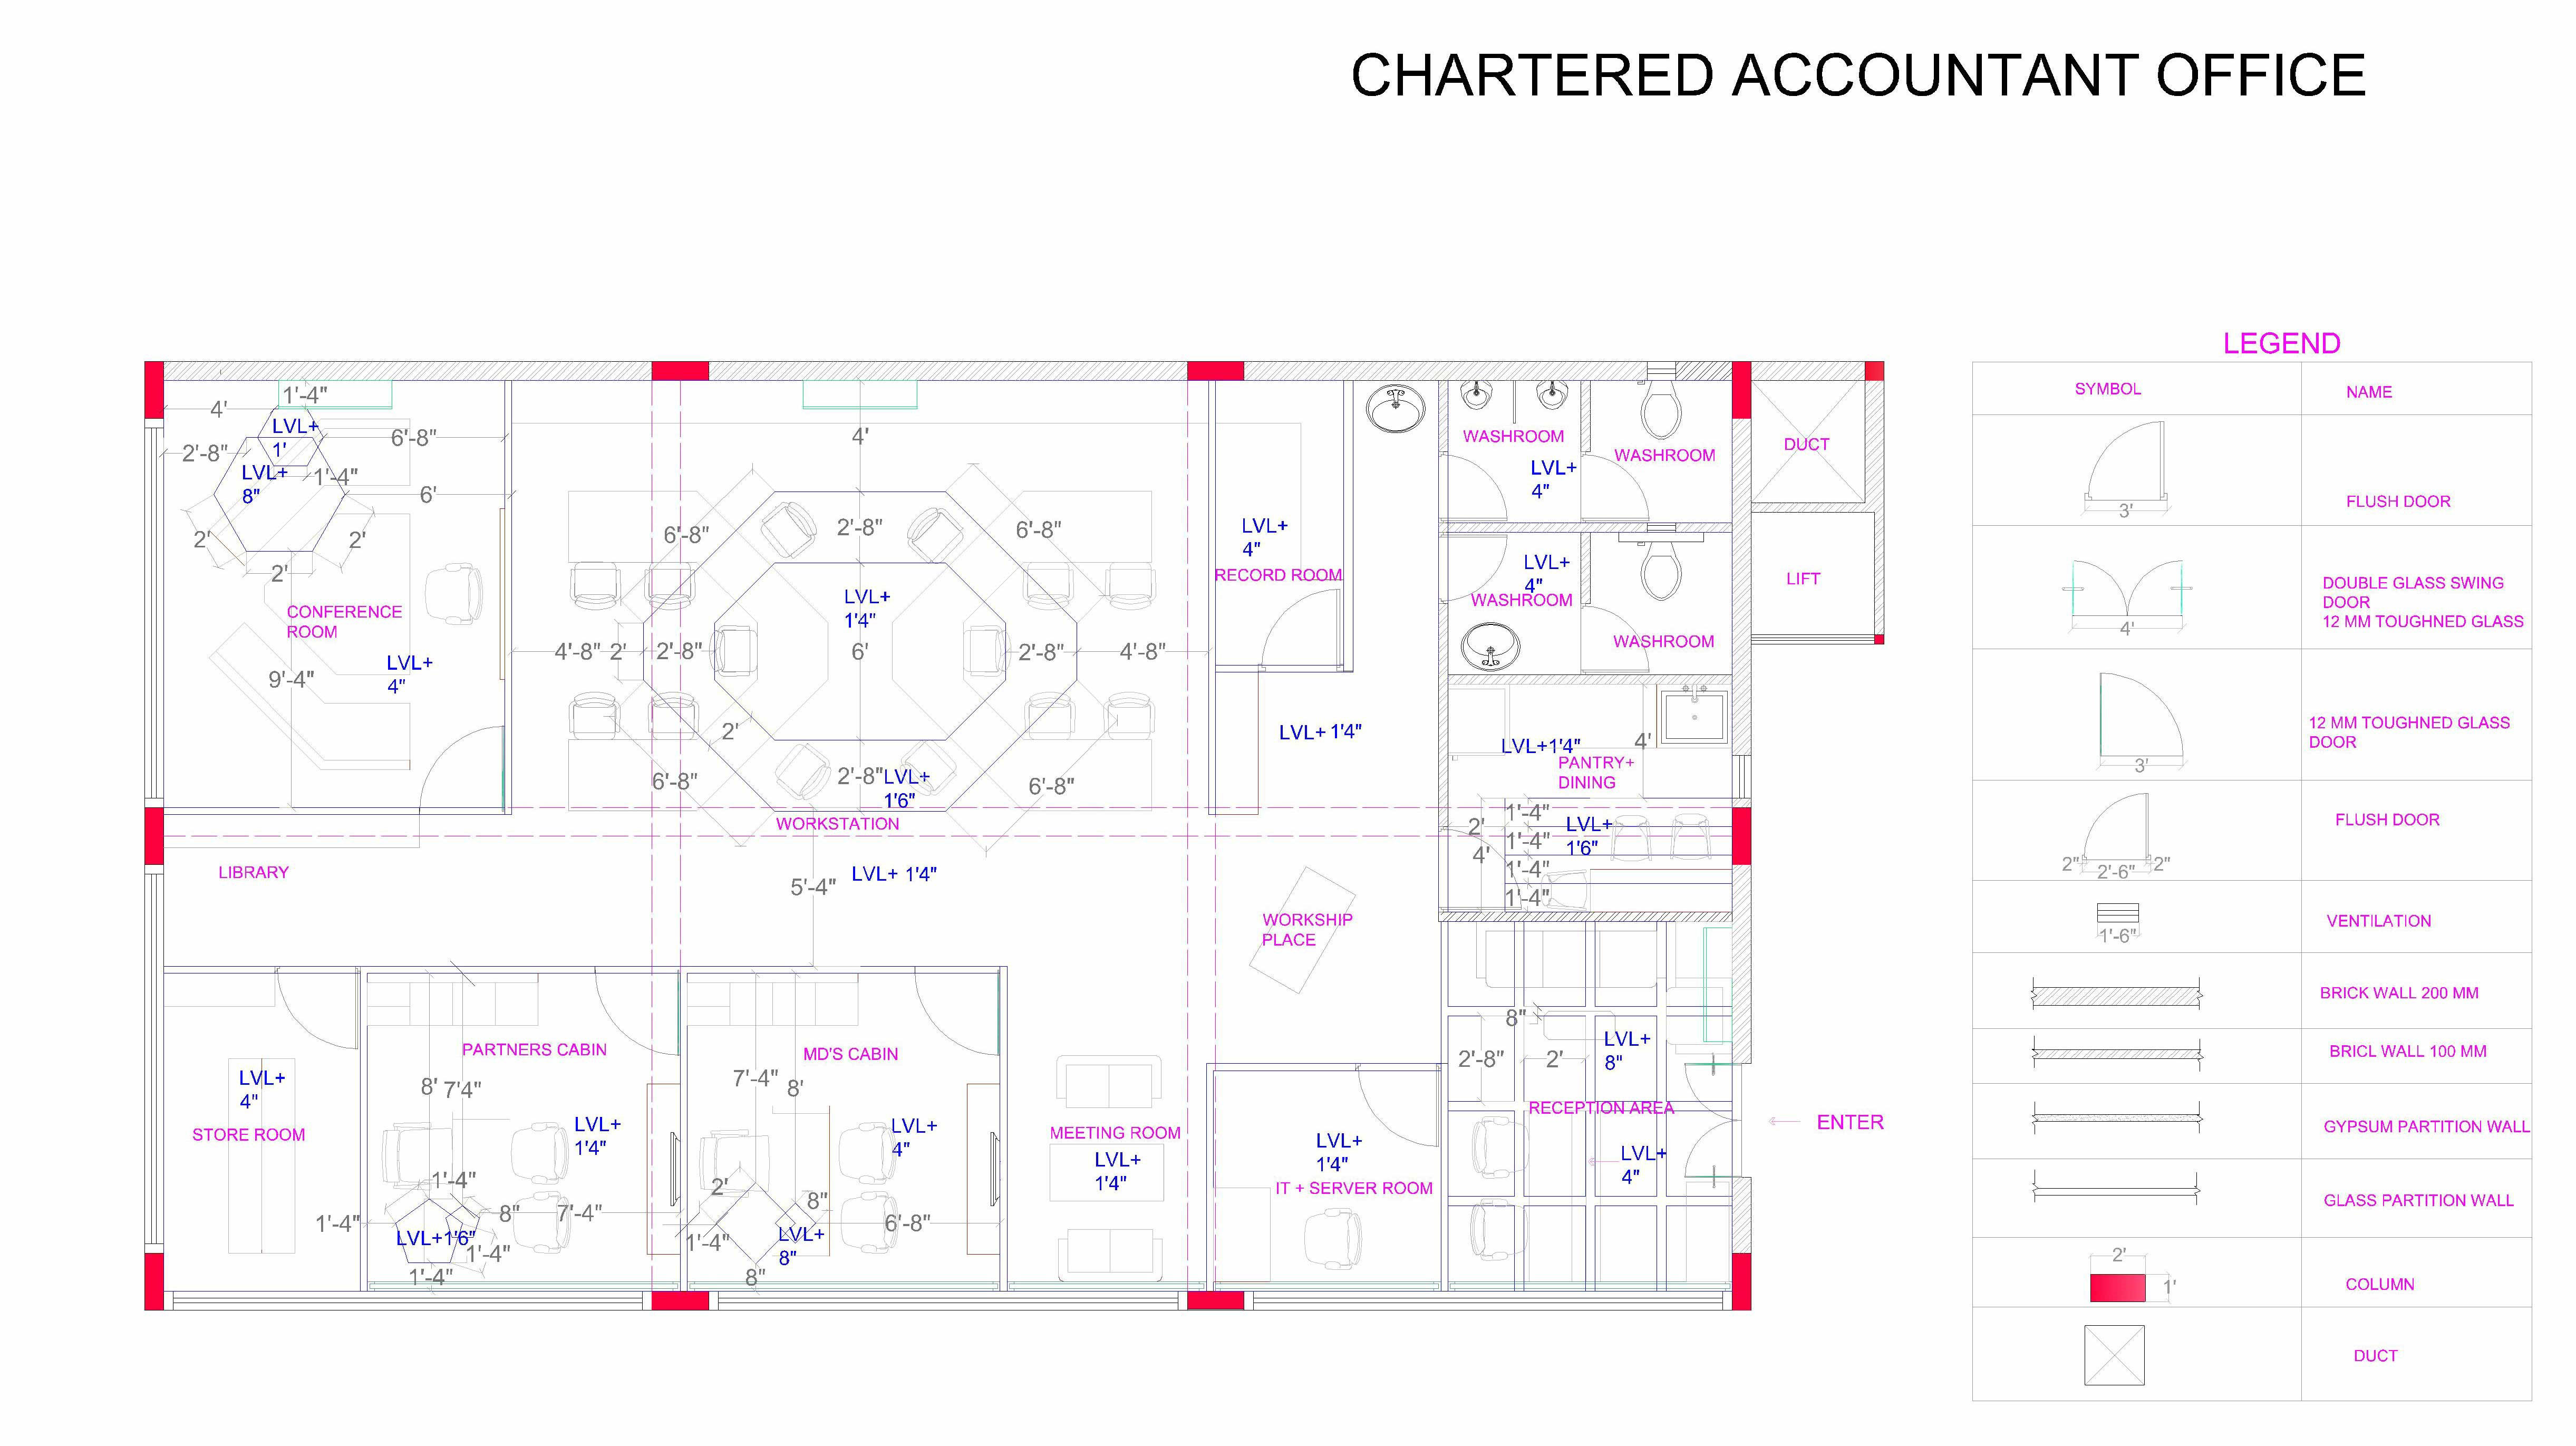 CHARTERED ACCOUNTANT OFFICE
1'-4"
4'
LVL+
1'
6'-8"
2'-8"
LVL+
8"
1'-4"
6'
2'
2'
2'
CONFERENCE
ROOM
LVL+
4"
9'-4"
4'
6'-8"
2'-8"
6'-8"
LVL+
1'4"
4'-8"
2'
2'-8"
6'
2'-8"
4'-8"
2'
6'-8"
2'-8"
LVL+
1'6"
6'-8"
WORKSTATION
LVL+ 1'4"
5'-4"
LIBRARY
LVL+
4"
RECORD ROOM
LVL+ 1'4"
WORKSHIP
PLACE
WASHROOM
WASHROOM
LVL+
4"
LVL+
4"
WASHROOM
WASHROOM
DUCT
LIFT
LVL+1'4"
4'
PANTRY+
DINING
1'-4"
2'
LVL+
1'6"
1'-4"
4'
1'-4"
1'-4"
8"
LVL+
8"
2'-8"
2'
RECEPTION AREA
ENTER
LVL+
4"
LVL+
4"
STORE ROOM
PARTNERS CABIN
8'
7'4"
LVL+
1'4"
1'-4"
8"
7'-4"
1'-4"
LVL+1'6"
1'-4"
1'-4"
MD'S CABIN
7'-4"
8'
LVL+
4"
2'
8"
6'-8"
1'-4"
LVL+
8"
8"
MEETING ROOM
LVL+
1'4"
LVL+
1'4"
IT + SERVER ROOM
LEGEND
SYMBOL
NAME
3'
FLUSH DOOR
4'
DOUBLE GLASS SWING
DOOR
12 MM TOUGHNED GLASS
3'
12 MM TOUGHNED GLASS
DOOR
2"
2'-6"
2"
FLUSH DOOR
1'-6"
VENTILATION
BRICK WALL 200 MM
BRICL WALL 100 MM
GYPSUM PARTITION WALL
GLASS PARTITION WALL
2'
1'
COLUMN
DUCT